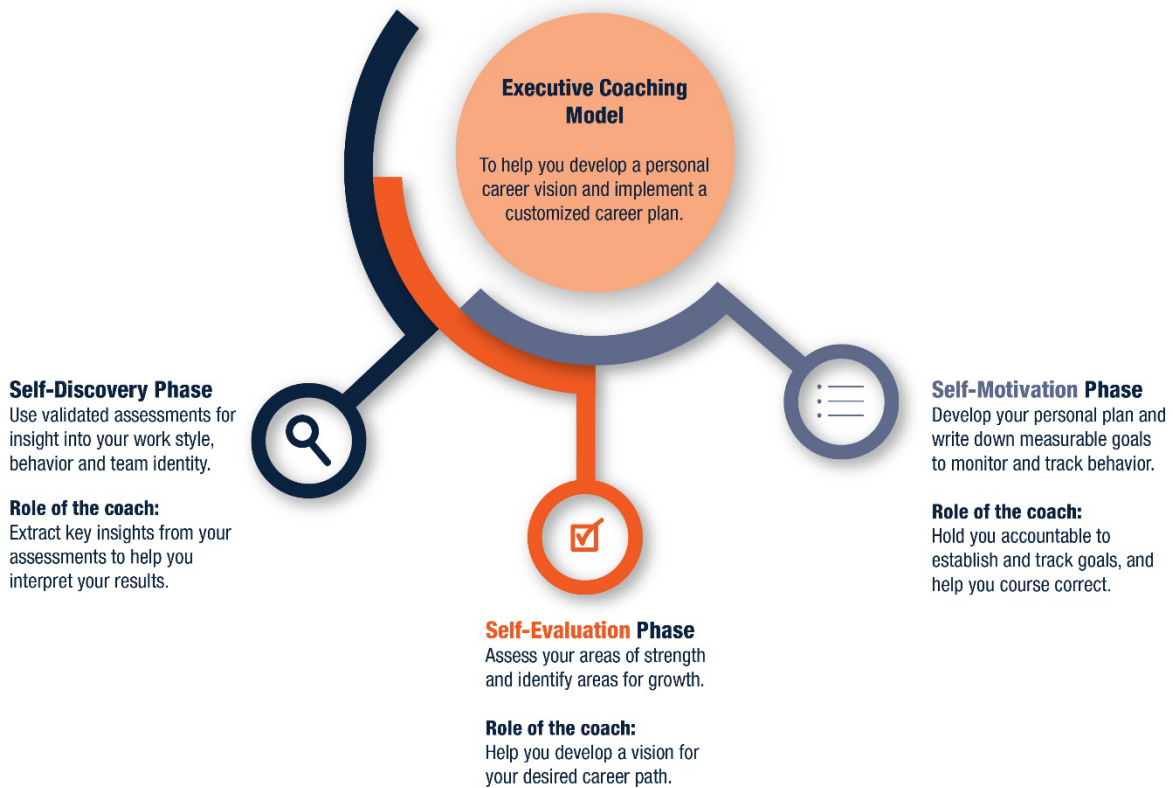 Executive Coaching
Model
To help you develop a personal
career vision and implement a
customized career plan.
Self-Discovery Phase
Use validated assessments for
insight into your work style,
behavior and team identity.
Role of the coach:
Extract key insights from your
assessments to help you
interpret your results.
Self-Evaluation Phase
Assess your areas of strength
and identify areas for growth.
Role of the coach:
Help you develop a vision for
your desired career path.
Self-Motivation Phase
Develop your personal plan and
write down measurable goals
to monitor and track behavior.
Role of the coach:
Hold you accountable to
establish and track goals, and
help you course correct.